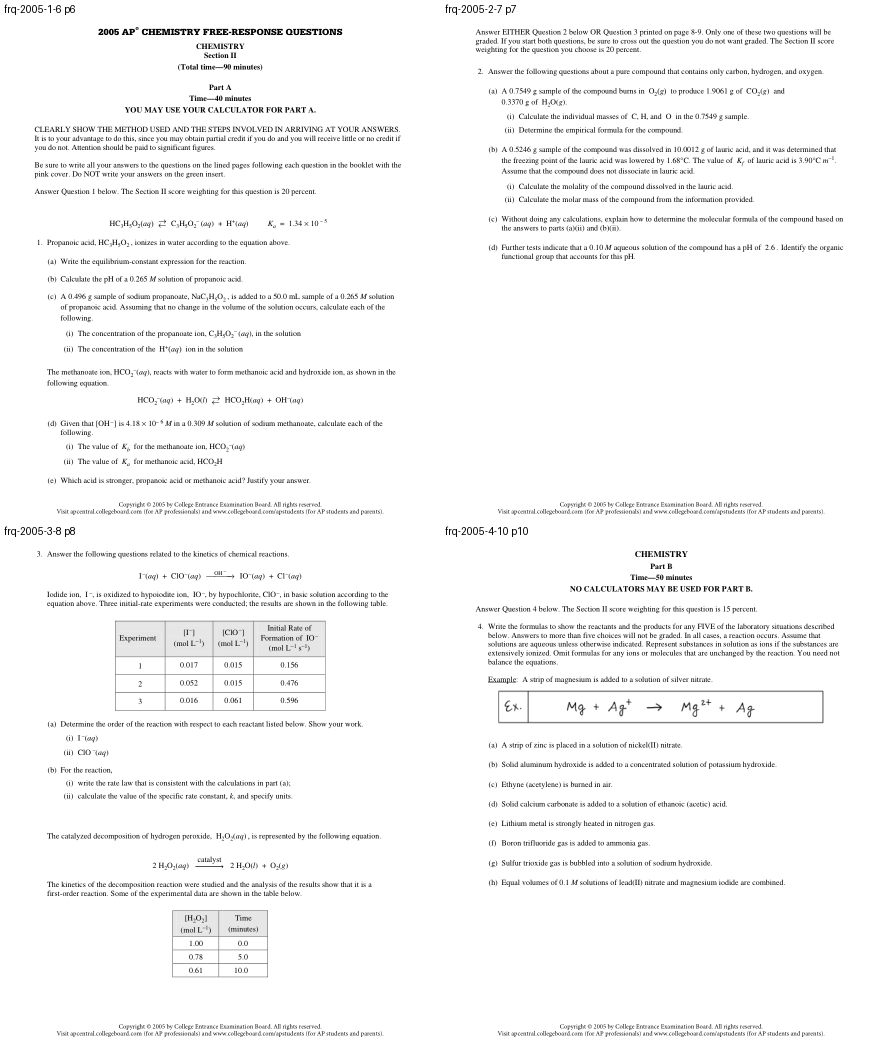 frq-2005-1-6 p6
2005 AP® CHEMISTRY FREE-RESPONSE QUESTIONS
CHEMISTRY
Section II
(Total time—90 minutes)
Part A
Time—40 minutes
YOU MAY USE YOUR CALCULATOR FOR PART A.
CLEARLY SHOW THE METHOD USED AND THE STEPS INVOLVED IN ARRIVING AT YOUR ANSWERS.
It is to your advantage to do this, since you may obtain partial credit if you do and you will receive little or no credit if
you do not. Attention should be paid to significant figures.
Be sure to write all your answers to the questions on the lined pages following each question in the booklet with the
pink cover. Do NOT write your answers on the green insert.
Answer Question 1 below. The Section II score weighting for this question is 20 percent.
HC₃H₅O₂(aq) ⇄ C₃H₅O₂⁻(aq) + H⁺(aq) Kₐ = 1.34 × 10⁻⁵
1. Propanoic acid, HC₃H₅O₂, ionizes in water according to the equation above.
(a) Write the equilibrium-constant expression for the reaction.
(b) Calculate the pH of a 0.265 M solution of propanoic acid.
(c) A 0.496 g sample of sodium propanoate, NaC₃H₅O₂, is added to a 50.0 mL sample of a 0.265 M solution
of propanoic acid. Assuming that no change in the volume of the solution occurs, calculate each of the
following.
(i) The concentration of the propanoate ion, C₃H₅O₂⁻(aq), in the solution
(ii) The concentration of the H⁺(aq) ion in the solution
The methanoate ion, HCO₂⁻(aq), reacts with water to form methanoic acid and hydroxide ion, as shown in the
following equation.
HCO₂⁻(aq) + H₂O(l) ⇄ HCO₂H(aq) + OH⁻(aq)
(d) Given that [OH⁻] is 4.18 × 10⁻⁶ M in a 0.309 M solution of sodium methanoate, calculate each of the
following.
(i) The value of K_b for the methanoate ion, HCO₂⁻(aq)
(ii) The value of Kₐ for methanoic acid, HCO₂H
(e) Which acid is stronger, propanoic acid or methanoic acid? Justify your answer.
Copyright © 2005 by College Entrance Examination Board. All rights reserved.
Visit apcentral.collegeboard.com (for AP professionals) and www.collegeboard.com/apstudents (for AP students and parents).
frq-2005-2-7 p7
Answer EITHER Question 2 below OR Question 3 printed on page 8-9. Only one of these two questions will be
graded. If you start both questions, be sure to cross out the question you do not want graded. The Section II score
weighting for the question you choose is 20 percent.
2. Answer the following questions about a pure compound that contains only carbon, hydrogen, and oxygen.
(a) A 0.7549 g sample of the compound burns in O₂(g) to produce 1.9061 g of CO₂(g) and
0.3370 g of H₂O(g).
(i) Calculate the individual masses of C, H, and O in the 0.7549 g sample.
(ii) Determine the empirical formula for the compound.
(b) A 0.5246 g sample of the compound was dissolved in 10.0012 g of lauric acid, and it was determined that
the freezing point of the lauric acid was lowered by 1.68°C. The value of K_f of lauric acid is 3.90°C m⁻¹.
Assume that the compound does not dissociate in lauric acid.
(i) Calculate the molality of the compound dissolved in the lauric acid.
(ii) Calculate the molar mass of the compound from the information provided.
(c) Without doing any calculations, explain how to determine the molecular formula of the compound based on
the answers to parts (a)(ii) and (b)(ii).
(d) Further tests indicate that a 0.10 M aqueous solution of the compound has a pH of 2.6. Identify the organic
functional group that accounts for this pH.
Copyright © 2005 by College Entrance Examination Board. All rights reserved.
Visit apcentral.collegeboard.com (for AP professionals) and www.collegeboard.com/apstudents (for AP students and parents).
frq-2005-3-8 p8
3. Answer the following questions related to the kinetics of chemical reactions.
I⁻(aq) + ClO⁻(aq) —OH⁻→ IO⁻(aq) + Cl⁻(aq)
Iodide ion, I⁻, is oxidized to hypoiodite ion, IO⁻, by hypochlorite, ClO⁻, in basic solution according to the
equation above. Three initial-rate experiments were conducted; the results are shown in the following table.
Experiment [I⁻] (mol L⁻¹) [ClO⁻] (mol L⁻¹) Initial Rate of Formation of IO⁻ (mol L⁻¹ s⁻¹)
1 0.017 0.015 0.156
2 0.052 0.015 0.476
3 0.016 0.061 0.596
(a) Determine the order of the reaction with respect to each reactant listed below. Show your work.
(i) I⁻(aq)
(ii) ClO⁻(aq)
(b) For the reaction,
(i) write the rate law that is consistent with the calculations in part (a);
(ii) calculate the value of the specific rate constant, k, and specify units.
The catalyzed decomposition of hydrogen peroxide, H₂O₂(aq), is represented by the following equation.
2 H₂O₂(aq) —catalyst→ 2 H₂O(l) + O₂(g)
The kinetics of the decomposition reaction were studied and the analysis of the results show that it is a
first-order reaction. Some of the experimental data are shown in the table below.
[H₂O₂] (mol L⁻¹) Time (minutes)
1.00 0.0
0.78 5.0
0.61 10.0
Copyright © 2005 by College Entrance Examination Board. All rights reserved.
Visit apcentral.collegeboard.com (for AP professionals) and www.collegeboard.com/apstudents (for AP students and parents).
frq-2005-4-10 p10
CHEMISTRY
Part B
Time—50 minutes
NO CALCULATORS MAY BE USED FOR PART B.
Answer Question 4 below. The Section II score weighting for this question is 15 percent.
4. Write the formulas to show the reactants and the products for any FIVE of the laboratory situations described
below. Answers to more than five choices will not be graded. In all cases, a reaction occurs. Assume that
solutions are aqueous unless otherwise indicated. Represent substances in solution as ions if the substances are
extensively ionized. Omit formulas for any ions or molecules that are unchanged by the reaction. You need not
balance the equations.
Example: A strip of magnesium is added to a solution of silver nitrate.
Ex. Mg + Ag⁺ → Mg²⁺ + Ag
(a) A strip of zinc is placed in a solution of nickel(II) nitrate.
(b) Solid aluminum hydroxide is added to a concentrated solution of potassium hydroxide.
(c) Ethyne (acetylene) is burned in air.
(d) Solid calcium carbonate is added to a solution of ethanoic (acetic) acid.
(e) Lithium metal is strongly heated in nitrogen gas.
(f) Boron trifluoride gas is added to ammonia gas.
(g) Sulfur trioxide gas is bubbled into a solution of sodium hydroxide.
(h) Equal volumes of 0.1 M solutions of lead(II) nitrate and magnesium iodide are combined.
Copyright © 2005 by College Entrance Examination Board. All rights reserved.
Visit apcentral.collegeboard.com (for AP professionals) and www.collegeboard.com/apstudents (for AP students and parents).